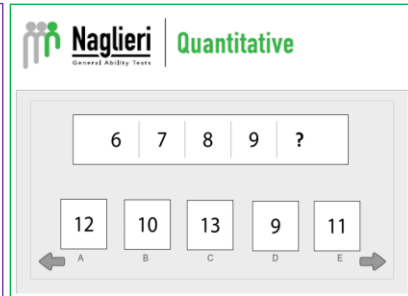 Naglieri
General Ability Tests
Quantitative
6 7 8 9 ?
12 10 13 9 11
A B C D E